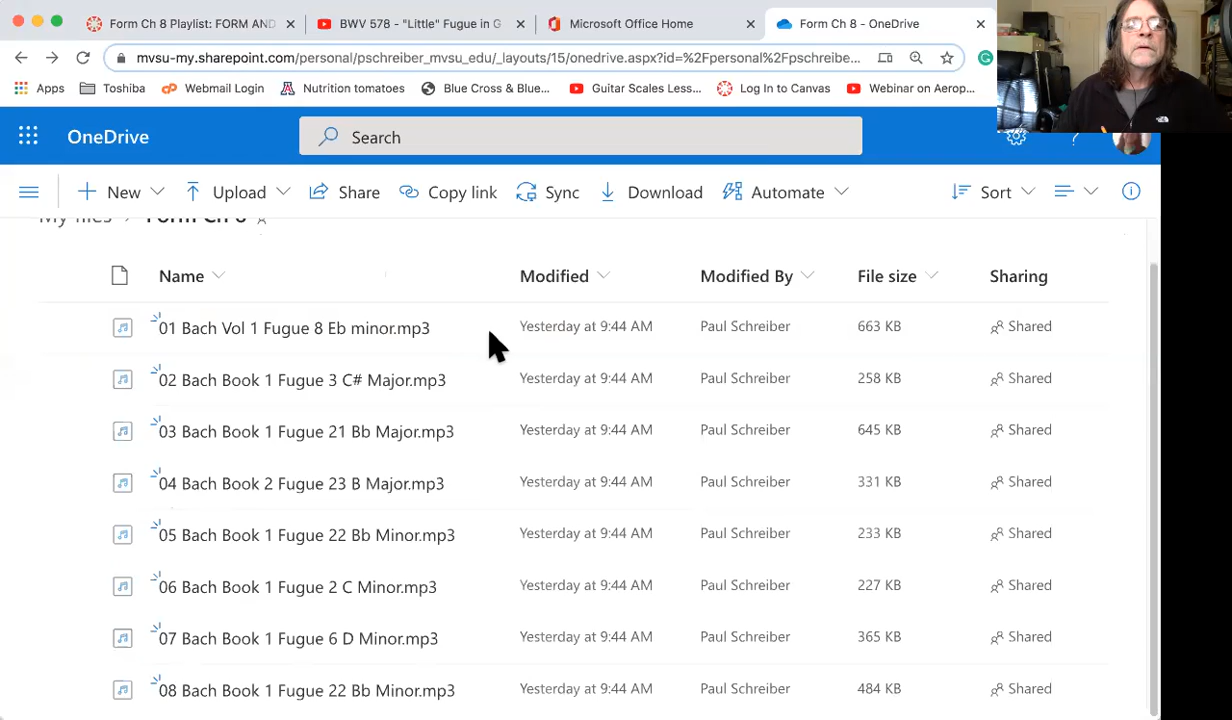 Form Ch 8 Playlist: FORM AND
BWV 578 - "Little" Fugue in G
Microsoft Office Home
Form Ch 8 - OneDrive
mvsu-my.sharepoint.com/personal/pschreiber_mvsu_edu/_layouts/15/onedrive.aspx?id=%2Fpersonal%2Fpschreibe...
Apps Toshiba Webmail Login Nutrition tomatoes Blue Cross & Blue... Guitar Scales Less... Log In to Canvas Webinar on Aerop...
OneDrive Search
New Upload Share Copy link Sync Download Automate Sort
My files > Form Ch 8
Name Modified Modified By File size Sharing
01 Bach Vol 1 Fugue 8 Eb minor.mp3 Yesterday at 9:44 AM Paul Schreiber 663 KB Shared
02 Bach Book 1 Fugue 3 C# Major.mp3 Yesterday at 9:44 AM Paul Schreiber 258 KB Shared
03 Bach Book 1 Fugue 21 Bb Major.mp3 Yesterday at 9:44 AM Paul Schreiber 645 KB Shared
04 Bach Book 2 Fugue 23 B Major.mp3 Yesterday at 9:44 AM Paul Schreiber 331 KB Shared
05 Bach Book 1 Fugue 22 Bb Minor.mp3 Yesterday at 9:44 AM Paul Schreiber 233 KB Shared
06 Bach Book 1 Fugue 2 C Minor.mp3 Yesterday at 9:44 AM Paul Schreiber 227 KB Shared
07 Bach Book 1 Fugue 6 D Minor.mp3 Yesterday at 9:44 AM Paul Schreiber 365 KB Shared
08 Bach Book 1 Fugue 22 Bb Minor.mp3 Yesterday at 9:44 AM Paul Schreiber 484 KB Shared